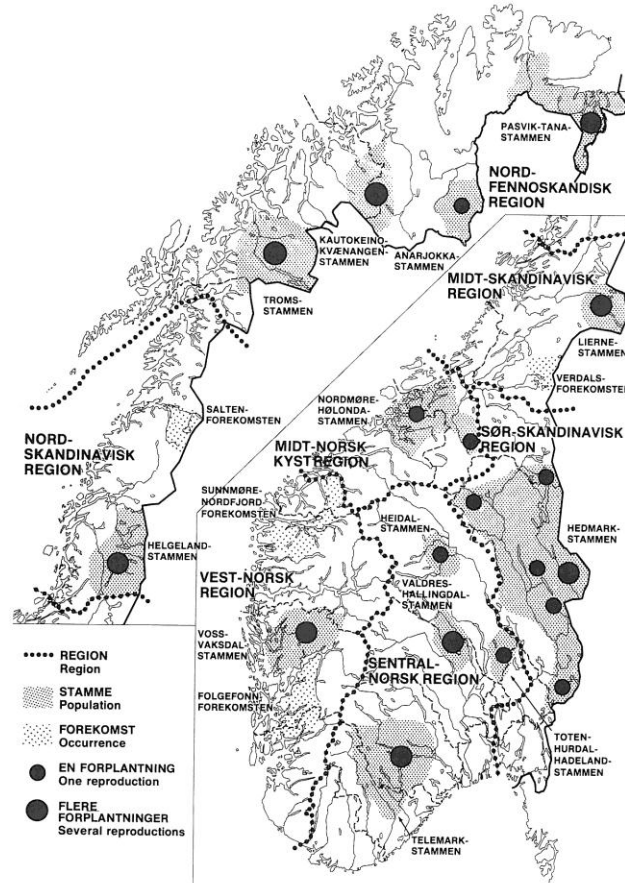 PASVIK-TANA-
STAMMEN
NORD-
FENNOSKANDISK
REGION
KAUTOKEINO-
KVÆNANGEN-
STAMMEN
ANARJOKKA-
STAMMEN
TROMS-
STAMMEN
MIDT-SKANDINAVISK
REGION
LIERNE-
STAMMEN
VERDALS-
FOREKOMSTEN
SALTEN-
FOREKOMSTEN
NORD-
SKANDINAVISK
REGION
HELGELAND-
STAMMEN
NORDMØRE-
HØLONDA-
STAMMEN
SØR-SKANDINAVISK
REGION
MIDT-NORSK
KYSTREGION
SUNNMØRE-
NORDFJORD-
FOREKOMSTEN
HEIDAL-
STAMMEN
HEDMARK-
STAMMEN
VEST-NORSK
REGION
VALDRES-
HALLINGDAL-
STAMMEN
VOSS-
VAKSDAL-
STAMMEN
SENTRAL-
NORSK REGION
FOLGEFONN-
FOREKOMSTEN
TOTEN-
HURDAL-
HADELAND-
STAMMEN
TELEMARK-
STAMMEN
REGION
Region
STAMME
Population
FOREKOMST
Occurrence
EN FORPLANTNING
One reproduction
FLERE
FORPLANTNINGER
Several reproductions